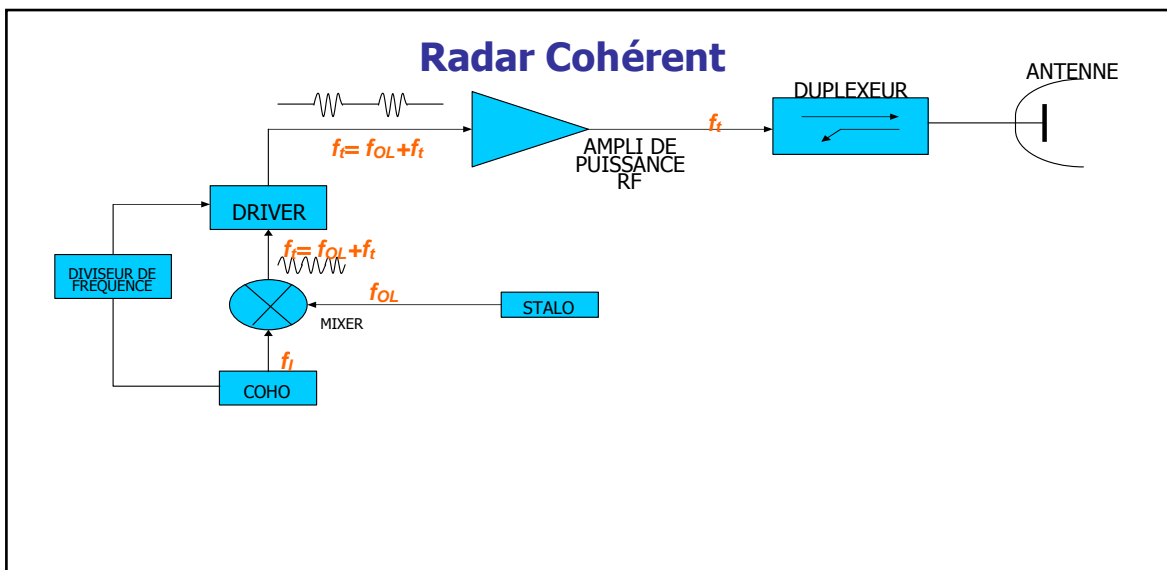 Radar Cohérent
ANTENNE
DUPLEXEUR
ft= fOL+ft
ft
AMPLI DE
PUISSANCE
RF
DRIVER
ft= fOL+ft
DIVISEUR DE
FREQUENCE
fOL
STALO
MIXER
fI
COHO